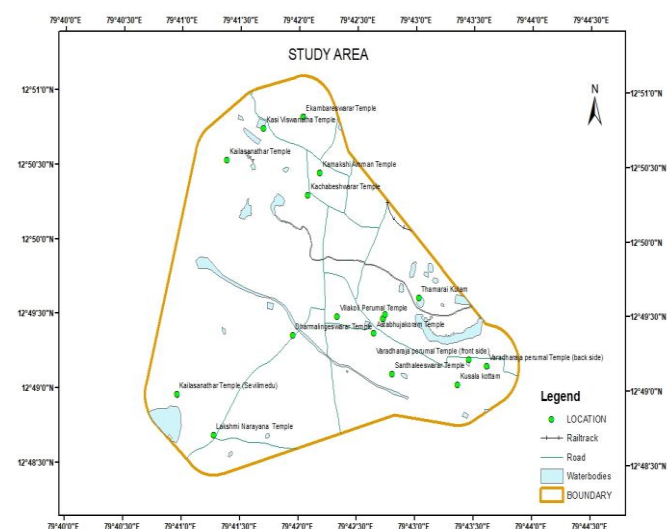 79°40'0"E 79°40'30"E 79°41'0"E 79°41'30"E 79°42'0"E 79°42'30"E 79°43'0"E 79°43'30"E 79°44'0"E 79°44'30"E
STUDY AREA
N
12°51'0"N 12°51'0"N
Ekambareswarar Temple
Kasi Viswanatha Temple
Kailasanathar Temple
12°50'30"N 12°50'30"N
Kamakshi Amman Temple
Kachabeshwarar Temple
12°50'0"N 12°50'0"N
Thamarai Kulam
12°49'30"N 12°49'30"N
Vilakoli Perumal Temple
Astabhujakoram Temple
Dharmalingeswarar Temple
Varadharaja perumal Temple (front side)
Varadharaja perumal Temple (back side)
Santhaleeswarar Temple
12°49'0"N 12°49'0"N
Kusala kottam
Kailasanathar Temple (Sevilimedu)
Lakshmi Narayana Temple
12°48'30"N 12°48'30"N
Legend
LOCATION
Railtrack
Road
Waterbodies
BOUNDARY
79°40'0"E 79°40'30"E 79°41'0"E 79°41'30"E 79°42'0"E 79°42'30"E 79°43'0"E 79°43'30"E 79°44'0"E 79°44'30"E